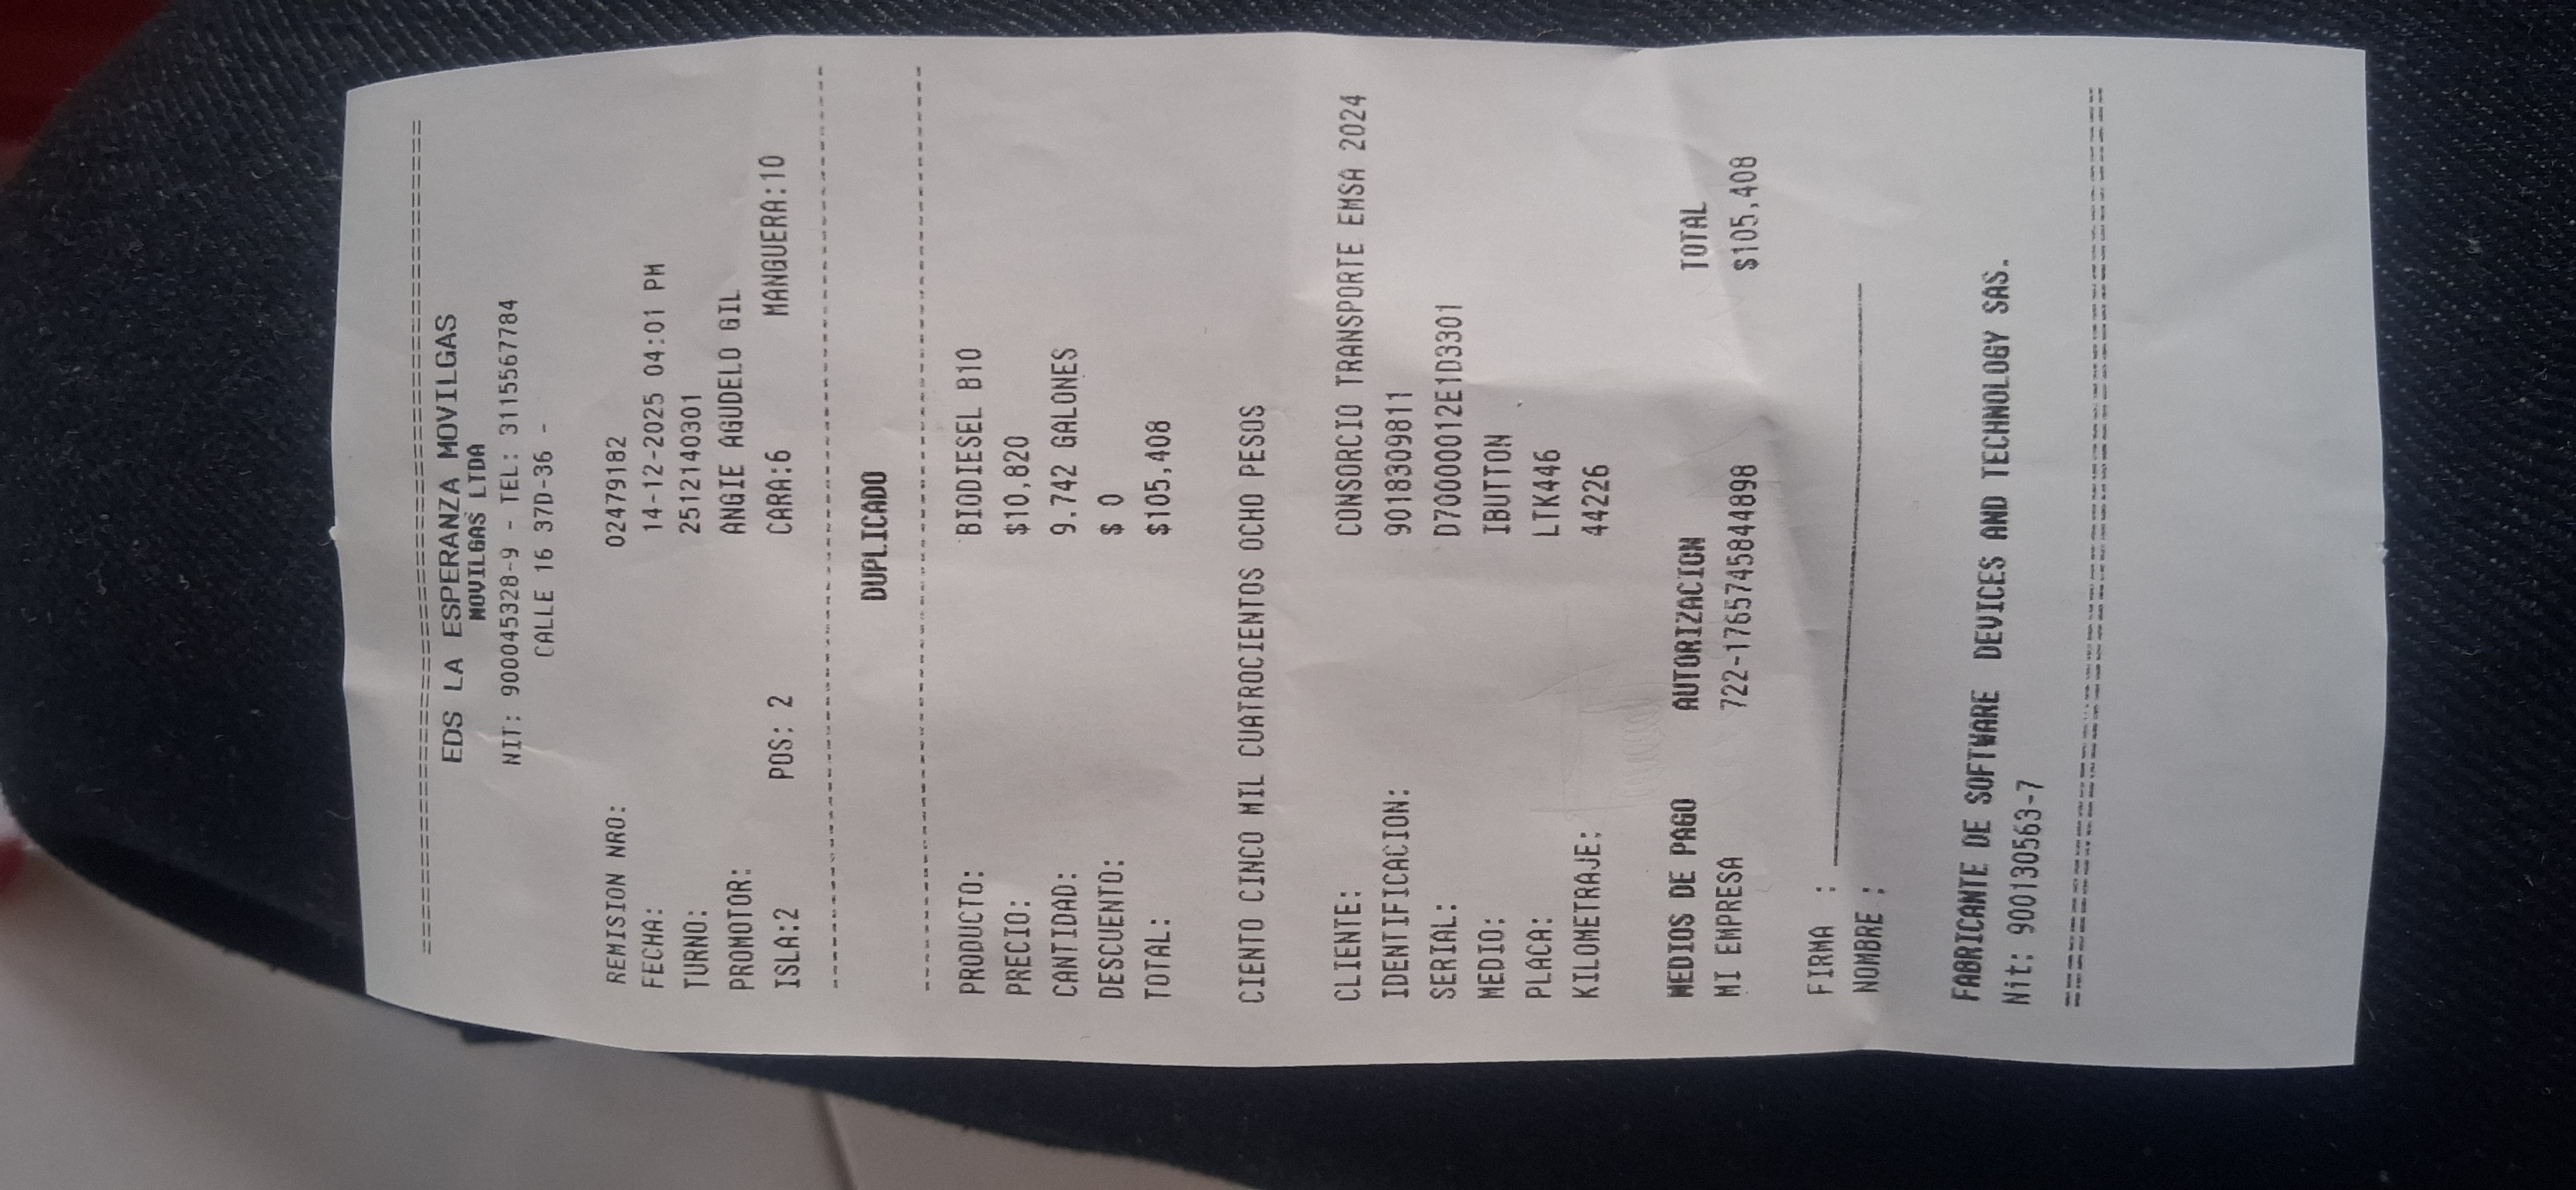 ==================================================
EDS LA ESPERANZA MOVILGAS
MOVILGAS LTDA
NIT: 900045328-9 - TEL: 3115567784
CALLE 16 37D-36 -
REMISION NRO: 02479182
FECHA: 14-12-2025 04:01 PM
TURNO: 2512140301
PROMOTOR: ANGIE AGUDELO GIL
ISLA:2 POS: 2 CARA:6 MANGUERA:10
--------------------------------------------------
DUPLICADO
--------------------------------------------------
PRODUCTO: BIODIESEL B10
PRECIO: $10,820
CANTIDAD: 9.742 GALONES
DESCUENTO: $ 0
TOTAL: $105,408
CIENTO CINCO MIL CUATROCIENTOS OCHO PESOS
CLIENTE: CONSORCIO TRANSPORTE EMSA 2024
IDENTIFICACION: 9018309811
SERIAL: D7000012E1D3301
MEDIO: IBUTTON
PLACA: LTK446
KILOMETRAJE: 44226
MEDIOS DE PAGO AUTORIZACION TOTAL
MI EMPRESA 722-1765745844898 $105,408
FIRMA : ______________________
NOMBRE :
FABRICANTE DE SOFTWARE DEVICES AND TECHNOLOGY SAS.
Nit: 9001305563-7
==================================================